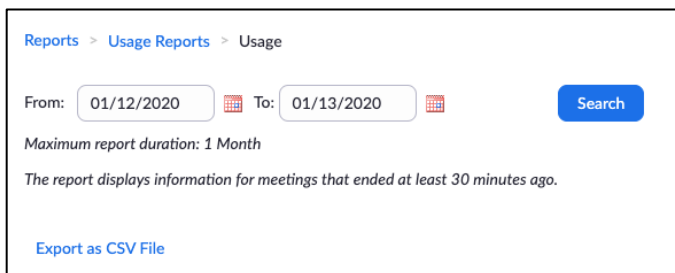 Reports > Usage Reports > Usage
From: 01/12/2020 To: 01/13/2020 Search
Maximum report duration: 1 Month
The report displays information for meetings that ended at least 30 minutes ago.
Export as CSV File